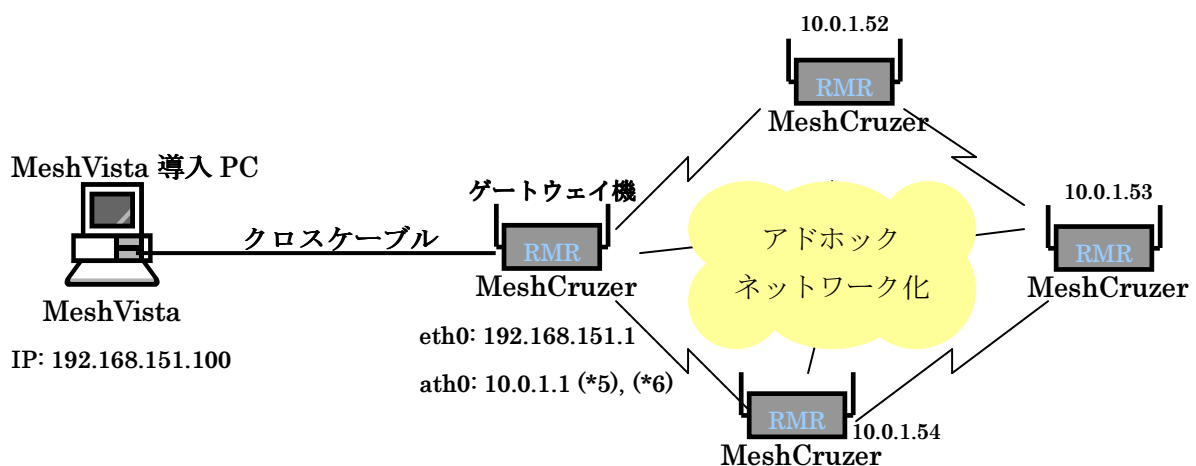 10.0.1.52
RMR
MeshCruzer
MeshVista 導入 PC
ゲートウェイ機
10.0.1.53
クロスケーブル
RMR
アドホック
ネットワーク化
RMR
MeshCruzer
MeshCruzer
MeshVista
eth0: 192.168.151.1
IP: 192.168.151.100
ath0: 10.0.1.1 (*5), (*6)
RMR
10.0.1.54
MeshCruzer